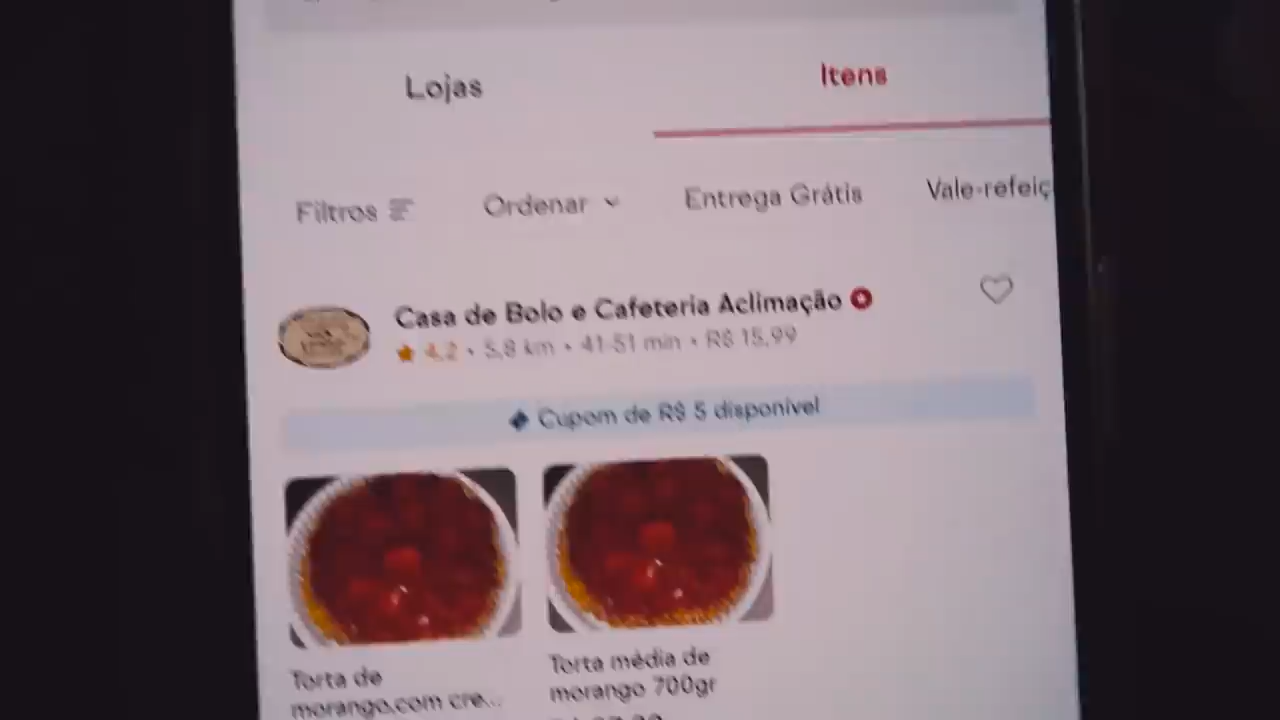 Lojas
Itens
Filtros
Ordenar
Entrega Grátis
Vale-refeiç
Casa de Bolo e Cafeteria Aclimação
4,2 • 5,8 km • 41-51 min • R$ 15,99
Cupom de R$ 5 disponível
Torta de
morango.com cre...
Torta média de
morango 700gr